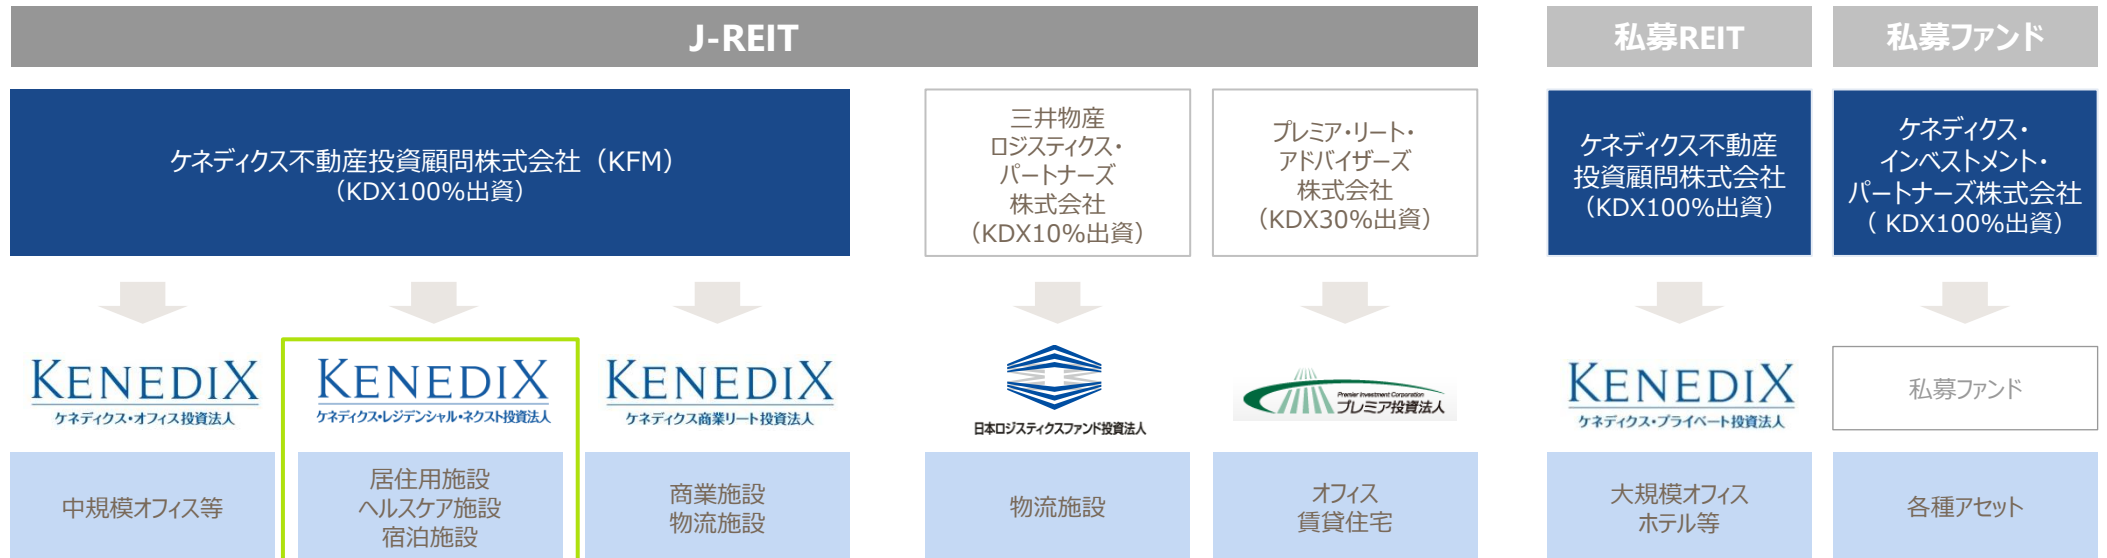 J-REIT
私募REIT
私募ファンド
ケネディクス不動産投資顧問株式会社（KFM）
（KDX100%出資）
三井物産
ロジスティクス・
パートナーズ
株式会社
（KDX10%出資）
プレミア・リート・
アドバイザーズ
株式会社
（KDX30%出資）
ケネディクス不動産
投資顧問株式会社
（KDX100%出資）
ケネディクス・
インベストメント・
パートナーズ株式会社
（ KDX100%出資）
KENEDIX
ケネディクス・オフィス投資法人
KENEDIX
ケネディクス・レジデンシャル・ネクスト投資法人
KENEDIX
ケネディクス商業リート投資法人
日本ロジスティクスファンド投資法人
Premier Investment Corporation
プレミア投資法人
KENEDIX
ケネディクス・プライベート投資法人
私募ファンド
中規模オフィス等
居住用施設
ヘルスケア施設
宿泊施設
商業施設
物流施設
物流施設
オフィス
賃貸住宅
大規模オフィス
ホテル等
各種アセット